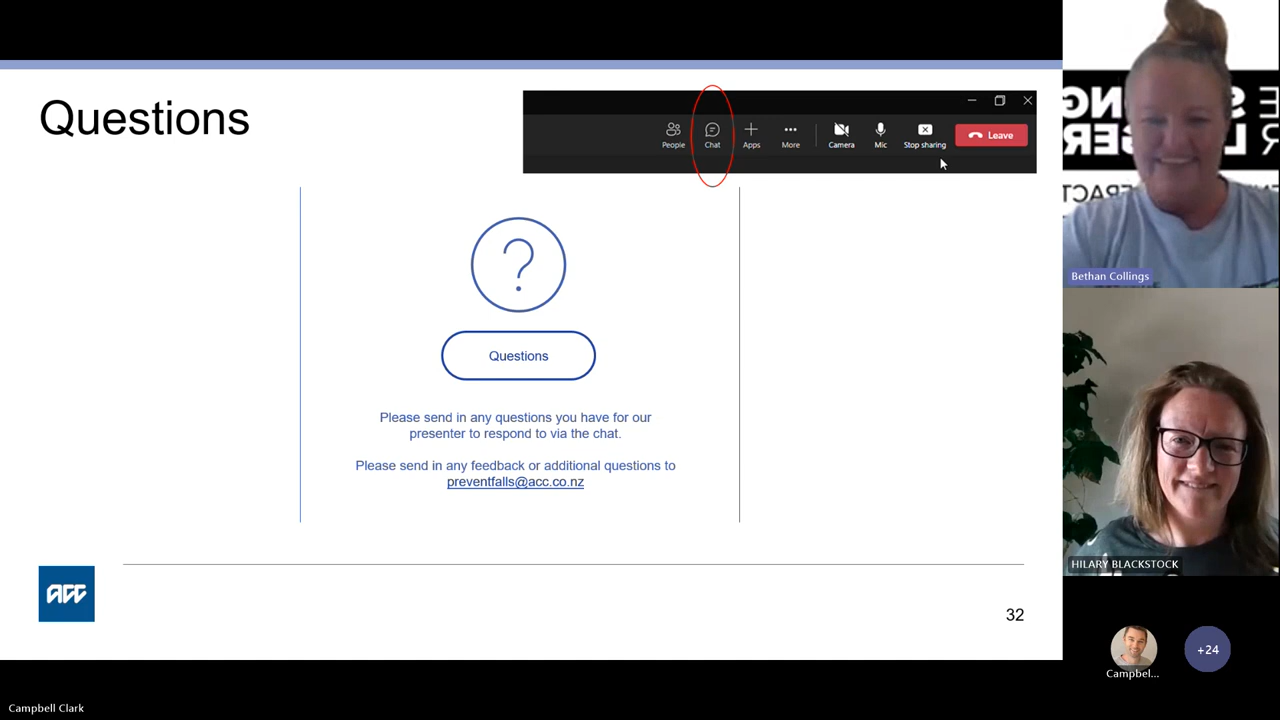 Questions
People
Chat
Apps
More
Camera
Mic
Stop sharing
Leave
?
Questions
Please send in any questions you have for our
presenter to respond to via the chat.
Please send in any feedback or additional questions to
preventfalls@acc.co.nz
acc
32
Bethan Collings
HILARY BLACKSTOCK
Campbel...
+24
Campbell Clark